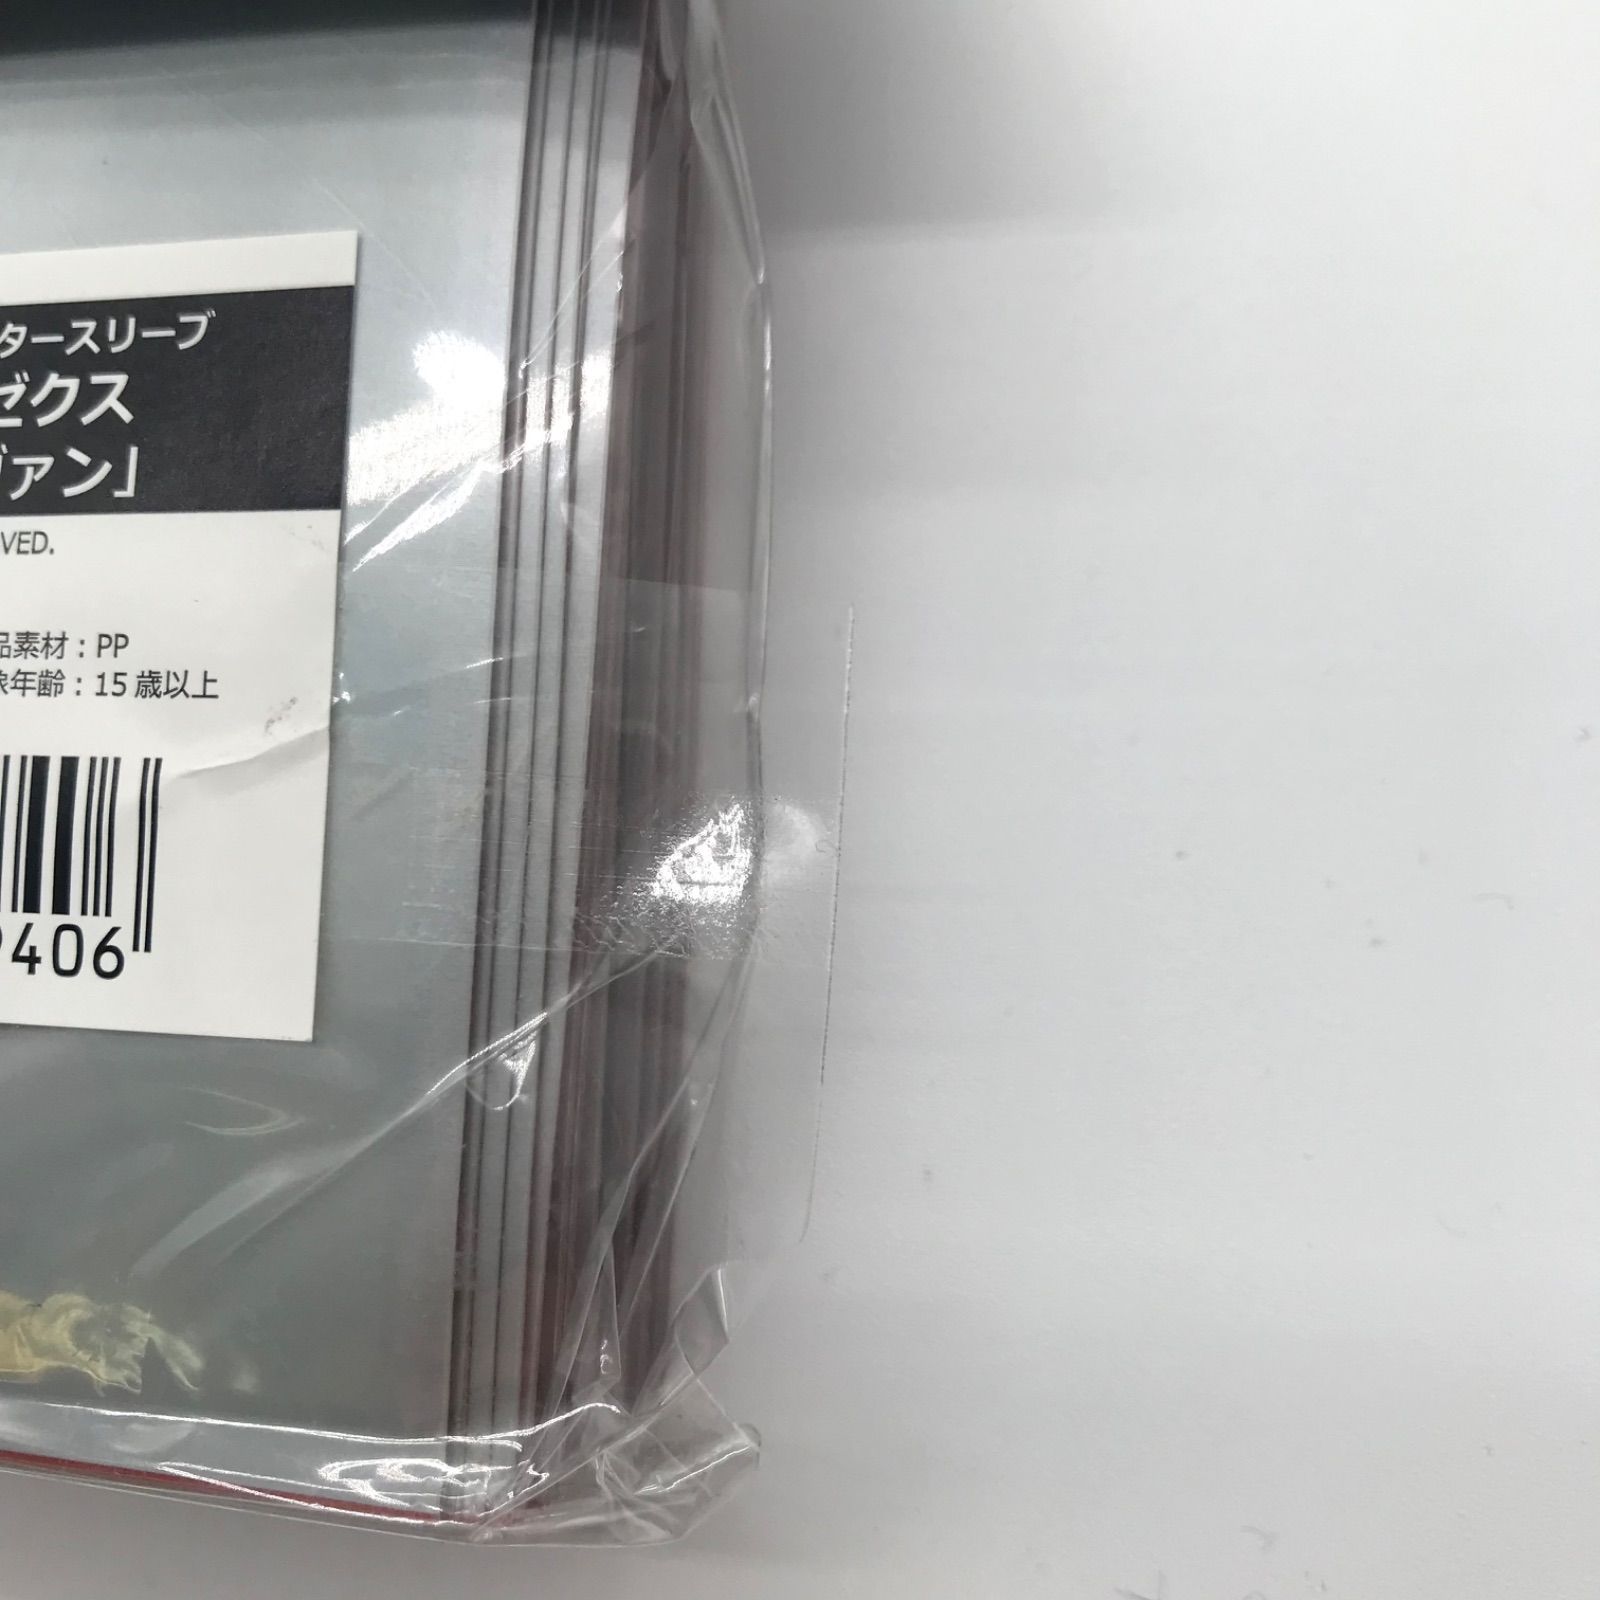 タースリーブ
ゼクス
ヴァン」
VED.
品素材：PP
象年齢：15 歳以上
9406